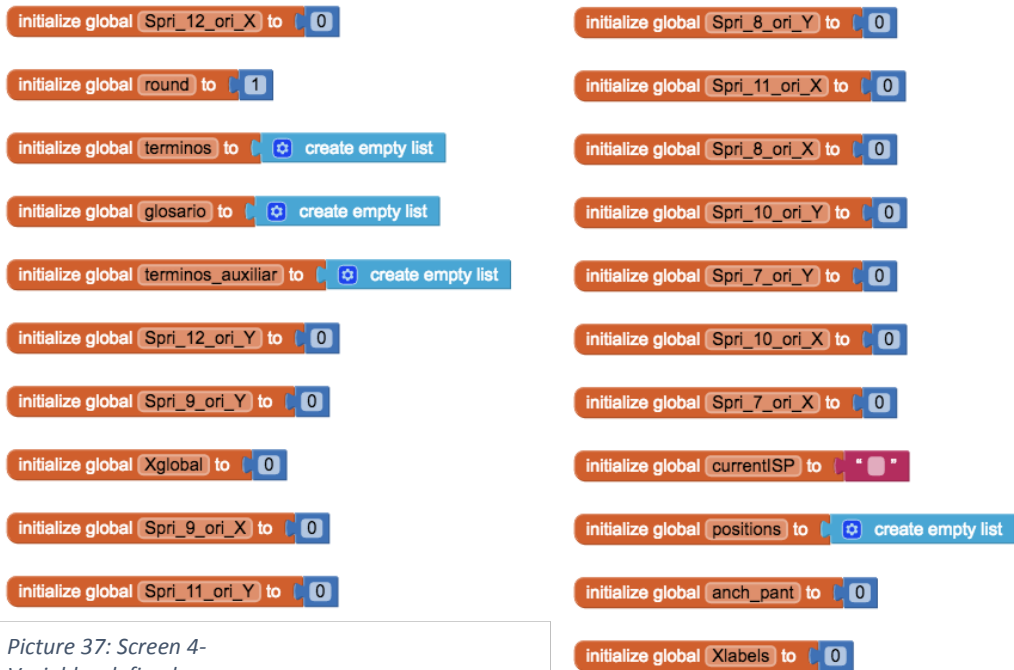 initialize global Spri_12_ori_X to 0
initialize global round to 1
initialize global terminos to create empty list
initialize global glosario to create empty list
initialize global terminos_auxiliar to create empty list
initialize global Spri_12_ori_Y to 0
initialize global Spri_9_ori_Y to 0
initialize global Xglobal to 0
initialize global Spri_9_ori_X to 0
initialize global Spri_11_ori_Y to 0
Picture 37: Screen 4-
initialize global Spri_8_ori_Y to 0
initialize global Spri_11_ori_X to 0
initialize global Spri_8_ori_X to 0
initialize global Spri_10_ori_Y to 0
initialize global Spri_7_ori_Y to 0
initialize global Spri_10_ori_X to 0
initialize global Spri_7_ori_X to 0
initialize global currentISP to " "
initialize global positions to create empty list
initialize global anch_pant to 0
initialize global Xlabels to 0